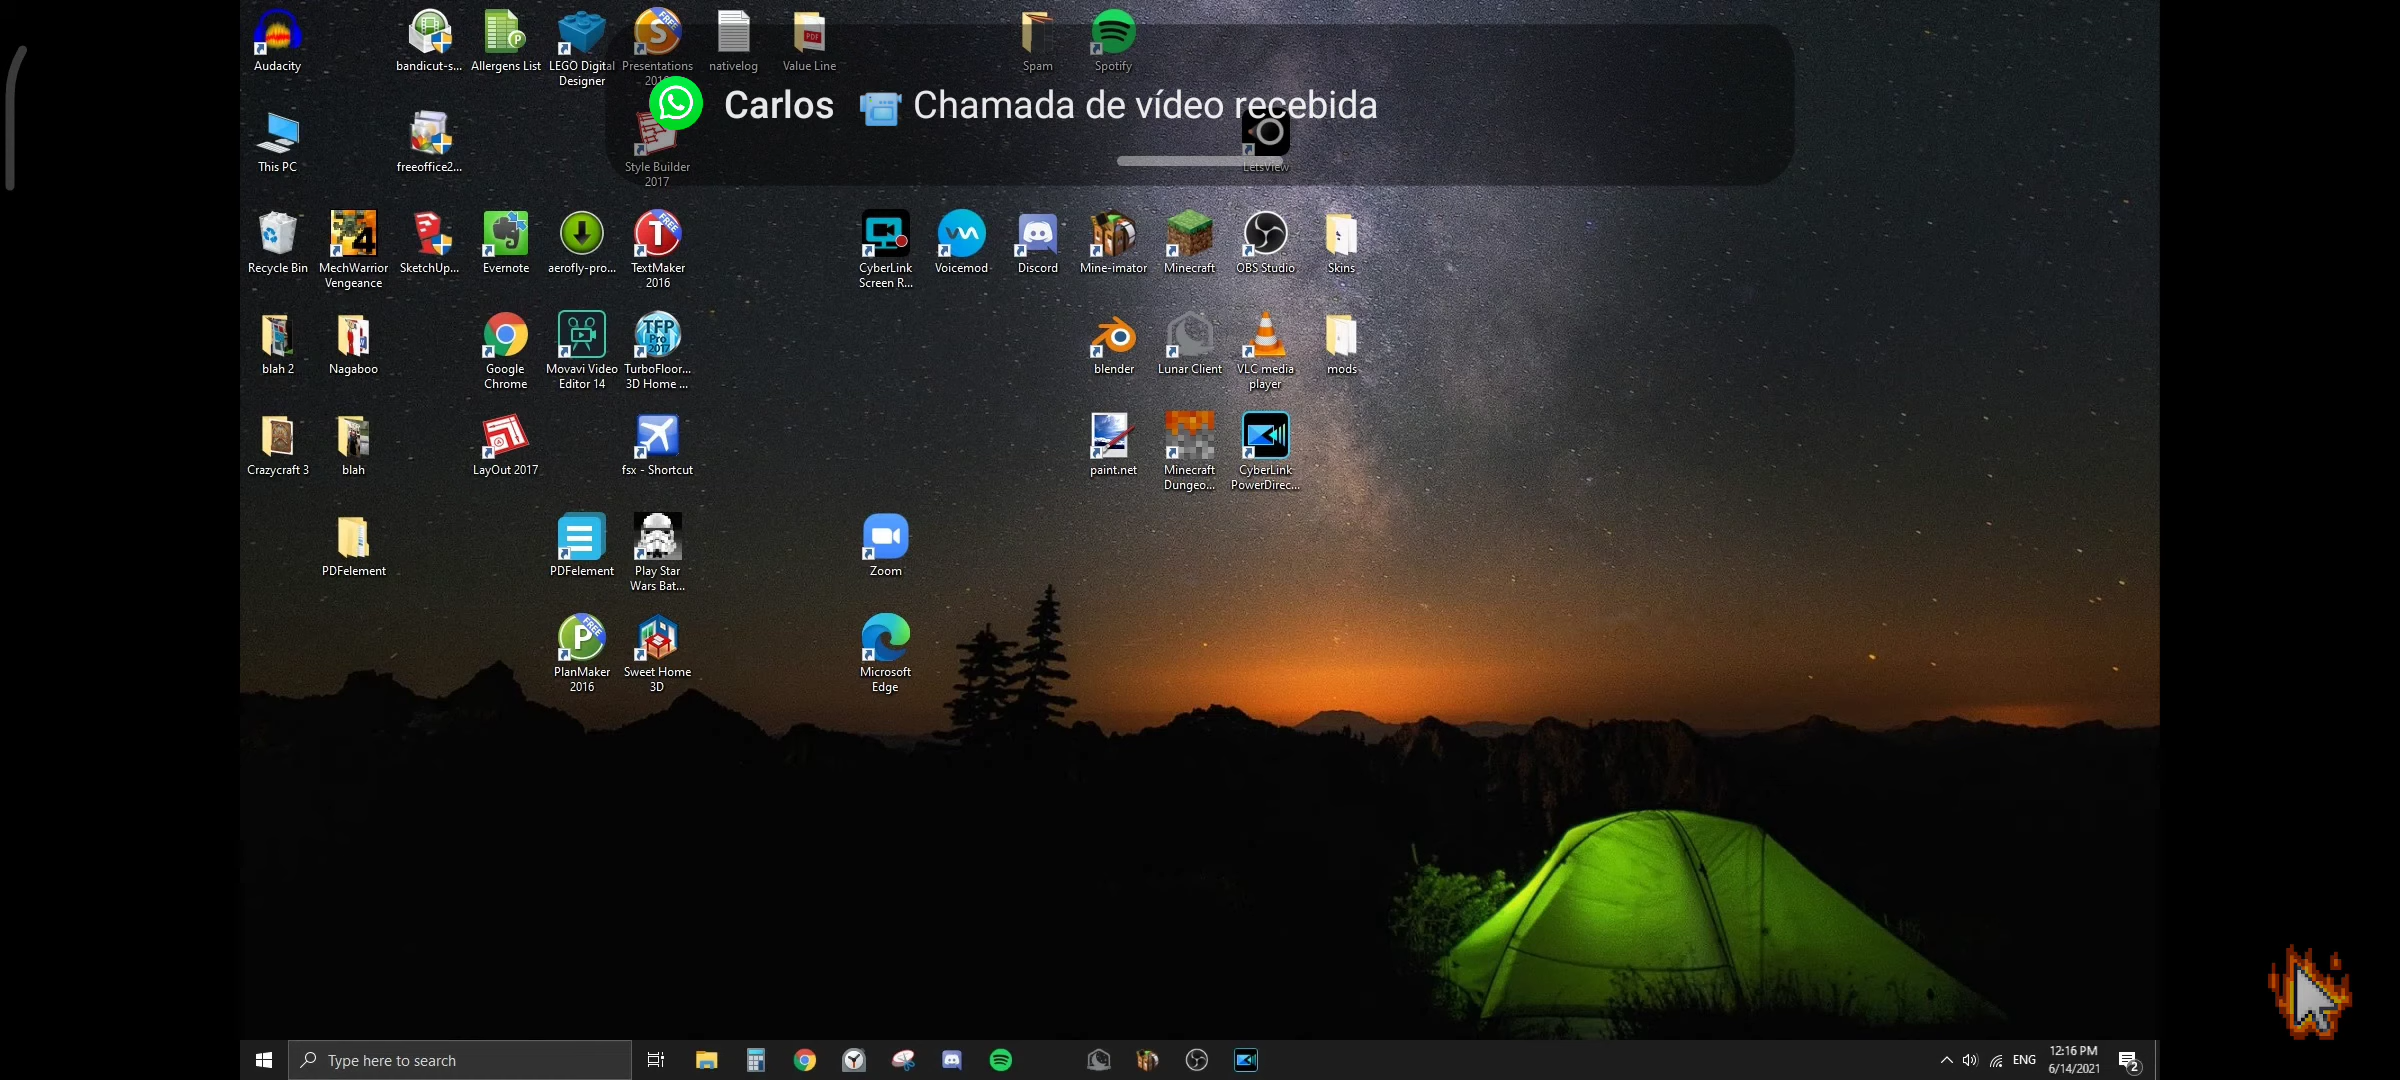 Audacity
bandicut-s...
Allergens List
LEGO Digital
Designer
Presentations
nativelog
Value Line
PDF
Spam
Spotify
Carlos Chamada de vídeo recebida
This PC
freeoffice2...
Style Builder
2017
LetsView
Recycle Bin
MechWarrior
Vengeance
SketchUp...
Evernote
aerofly-pro...
TextMaker
2016
CyberLink
Screen R...
Voicemod
Discord
Mine-imator
Minecraft
OBS Studio
Skins
blah 2
Nagaboo
Google
Chrome
Movavi Video
Editor 14
TFP
Pro
2017
TurboFloor...
3D Home ...
blender
Lunar Client
VLC media
player
mods
Crazycraft 3
blah
LayOut 2017
fsx - Shortcut
paint.net
Minecraft
Dungeo...
CyberLink
PowerDirec...
PDFelement
PDFelement
Play Star
Wars Bat...
Zoom
PlanMaker
2016
Sweet Home
3D
Microsoft
Edge
Type here to search
ENG
12:16 PM
6/14/2021
2